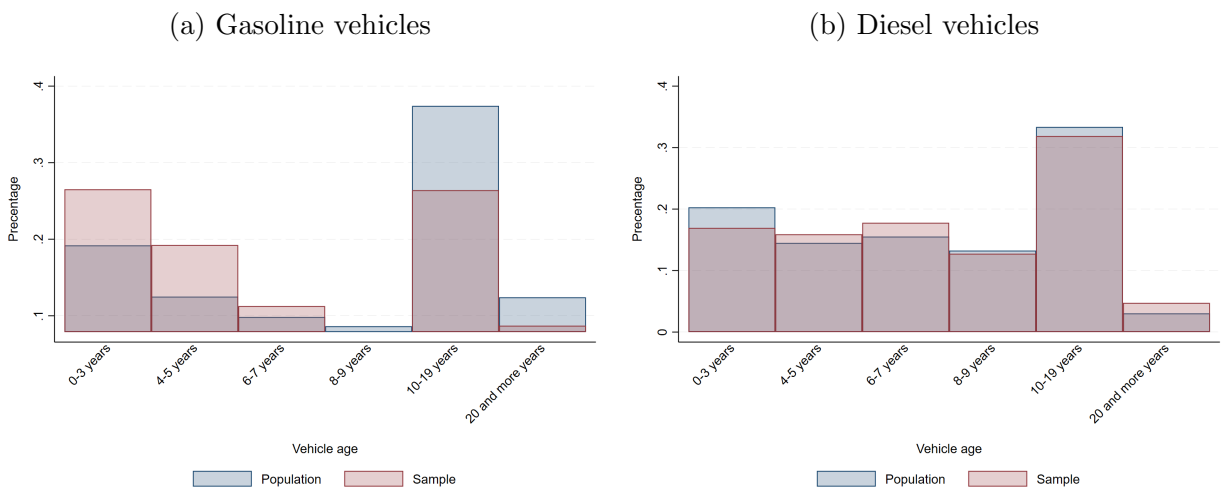 (a) Gasoline vehicles
.4
.3
.2
.1
Precentage
0-3 years
4-5 years
6-7 years
8-9 years
10-19 years
20 and more years
Vehicle age
Population Sample
(b) Diesel vehicles
.4
.3
.2
.1
0
Precentage
0-3 years
4-5 years
6-7 years
8-9 years
10-19 years
20 and more years
Vehicle age
Population Sample